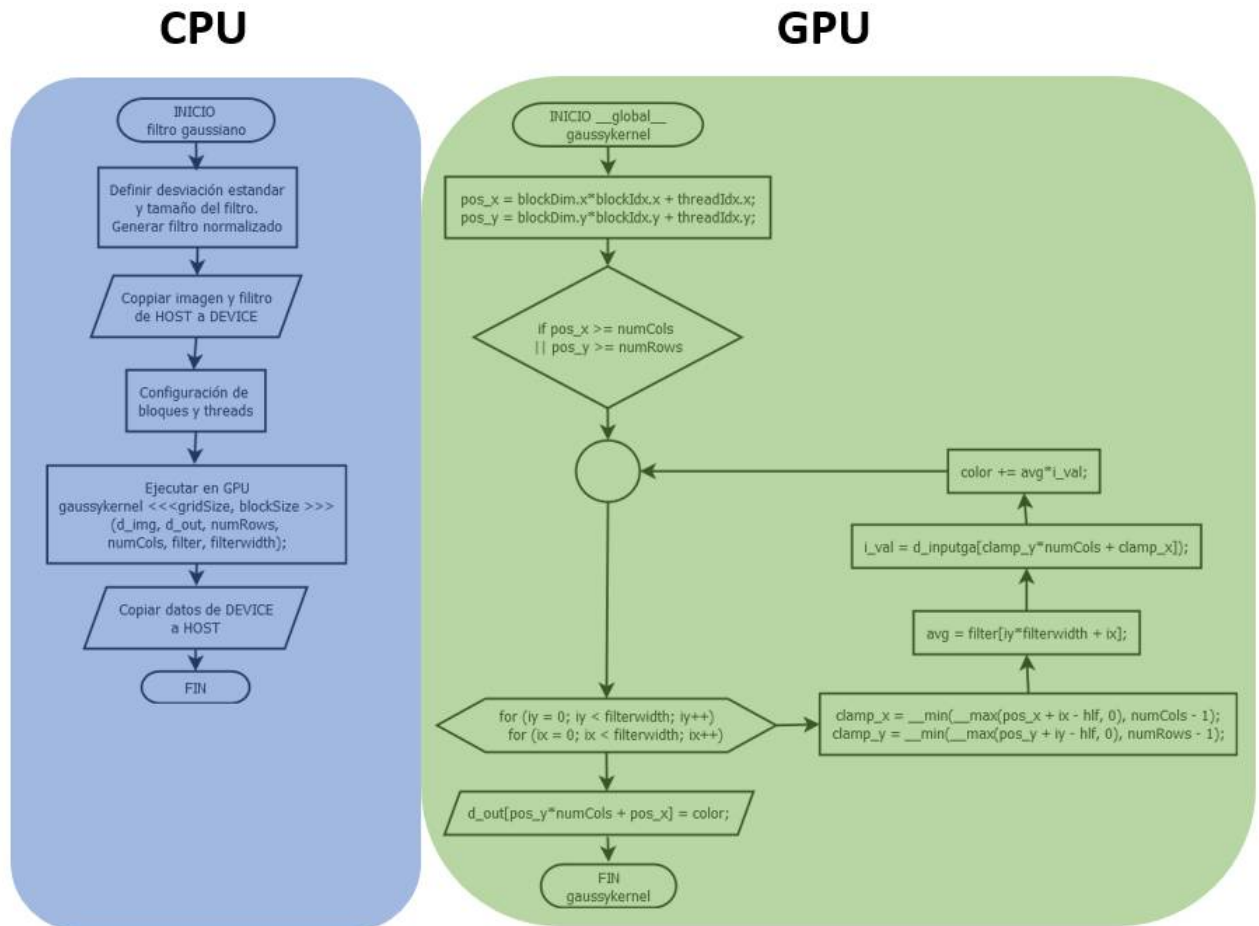 CPU
GPU
INICIO
filtro gaussiano
Definir desviación estandar
y tamaño del filtro.
Generar filtro normalizado
Coppiar imagen y filitro
de HOST a DEVICE
Configuración de
bloques y threads
Ejecutar en GPU
gaussykernel <<<gridSize, blockSize >>>
(d_img, d_out, numRows,
numCols, filter, filterwidth);
Copiar datos de DEVICE
a HOST
FIN
INICIO __global__
gaussykernel
pos_x = blockDim.x*blockIdx.x + threadIdx.x;
pos_y = blockDim.y*blockIdx.y + threadIdx.y;
if pos_x >= numCols
|| pos_y >= numRows
color += avg*i_val;
i_val = d_inputga[clamp_y*numCols + clamp_x]);
avg = filter[iy*filterwidth + ix];
for (iy = 0; iy < filterwidth; iy++)
for (ix = 0; ix < filterwidth; ix++)
clamp_x = __min(__max(pos_x + ix - hlf, 0), numCols - 1);
clamp_y = __min(__max(pos_y + iy - hlf, 0), numRows - 1);
d_out[pos_y*numCols + pos_x] = color;
FIN
gaussykernel